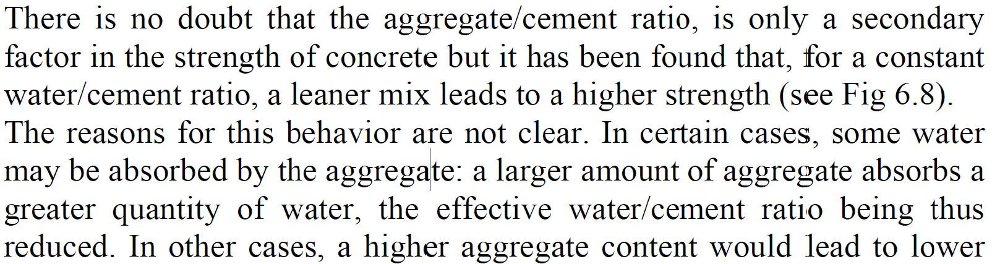 There is no doubt that the aggregate/cement ratio, is only a secondary
factor in the strength of concrete but it has been found that, for a constant
water/cement ratio, a leaner mix leads to a higher strength (see Fig 6.8).
The reasons for this behavior are not clear. In certain cases, some water
may be absorbed by the aggregate: a larger amount of aggregate absorbs a
greater quantity of water, the effective water/cement ratio being thus
reduced. In other cases, a higher aggregate content would lead to lower